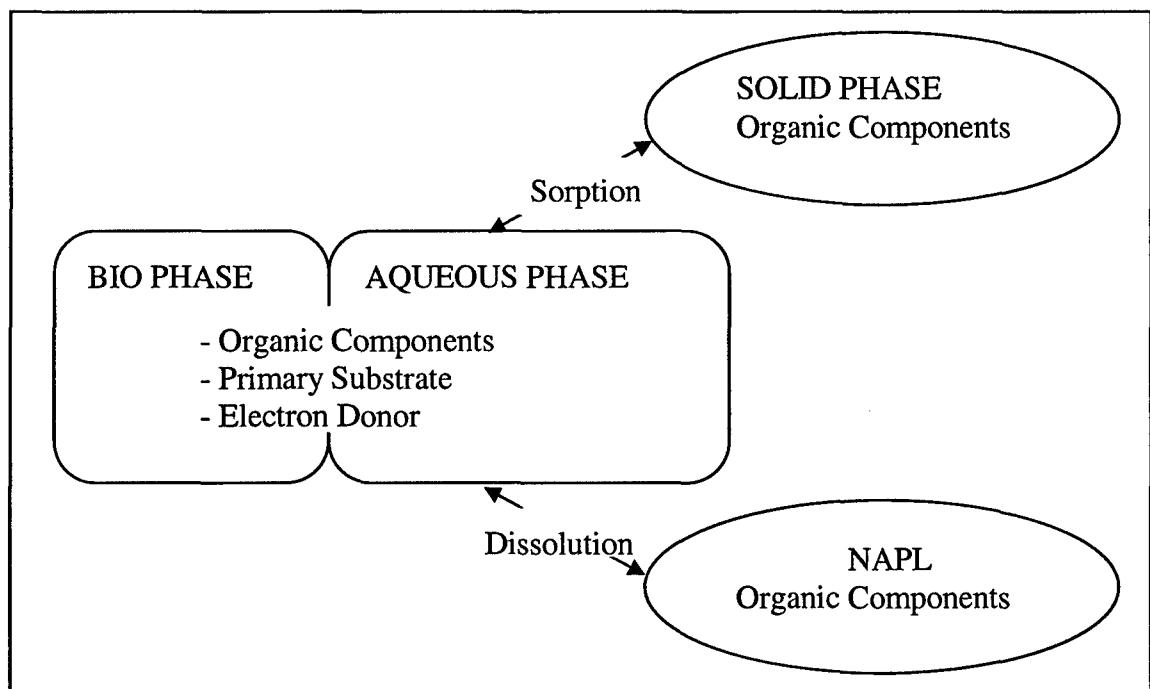 SOLID PHASE
Organic Components
Sorption
BIO PHASE
AQUEOUS PHASE
- Organic Components
- Primary Substrate
- Electron Donor
Dissolution
NAPL
Organic Components